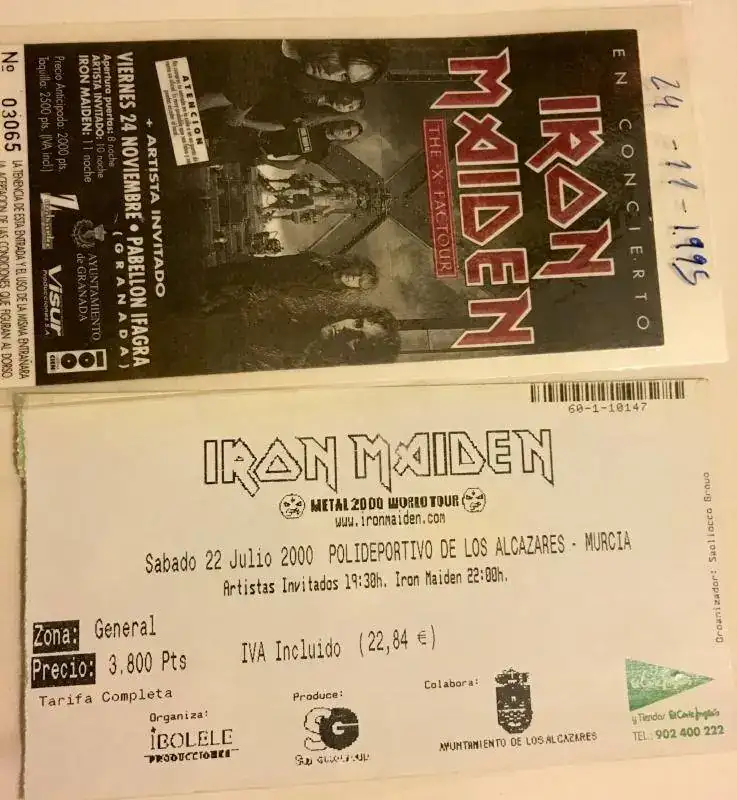 24-11-1995
EN CONCIERTO
IRON
MAIDEN
THE X FACTOUR
ATENCION
+ ARTISTA INVITADO
VIERNES 24 NOVIEMBRE • PABELLON IFAGRA
(GRANADA)
Apertura puertas: 8 noche
ARTISTA INVITADO: 10 noche
IRON MAIDEN: 11 noche
Precio Anticipada: 2000 pts.
Taquilla: 2500 pts. (IVA incl.)
AYUNTAMIENTO
de GRANADA
Visur
Producciones S.A.
Nº 03065
LA TENENCIA DE ESTA ENTRADA Y EL USO DE LA MISMA ENTRAÑARA
LA ACEPTACION DE LAS CONDICIONES QUE FIGURAN AL DORSO
60-1-10147
IRON MAIDEN
METAL 2000 WORLD TOUR
www.ironmaiden.com
Sabado 22 Julio 2000 POLIDEPORTIVO DE LOS ALCAZARES - MURCIA
Artistas Invitados 19:30h. Iron Maiden 22:00h.
Zona: General
Precio: 3.800 Pts IVA Incluido (22,84 €)
Tarifa Completa
Organiza:
iBOLELE
PRODUCCIONES
Produce:
SG
Colabora:
AYUNTAMIENTO DE LOS ALCAZARES
y Tiendas El Corte Inglés
TEL.: 902 400 222
Organizador: